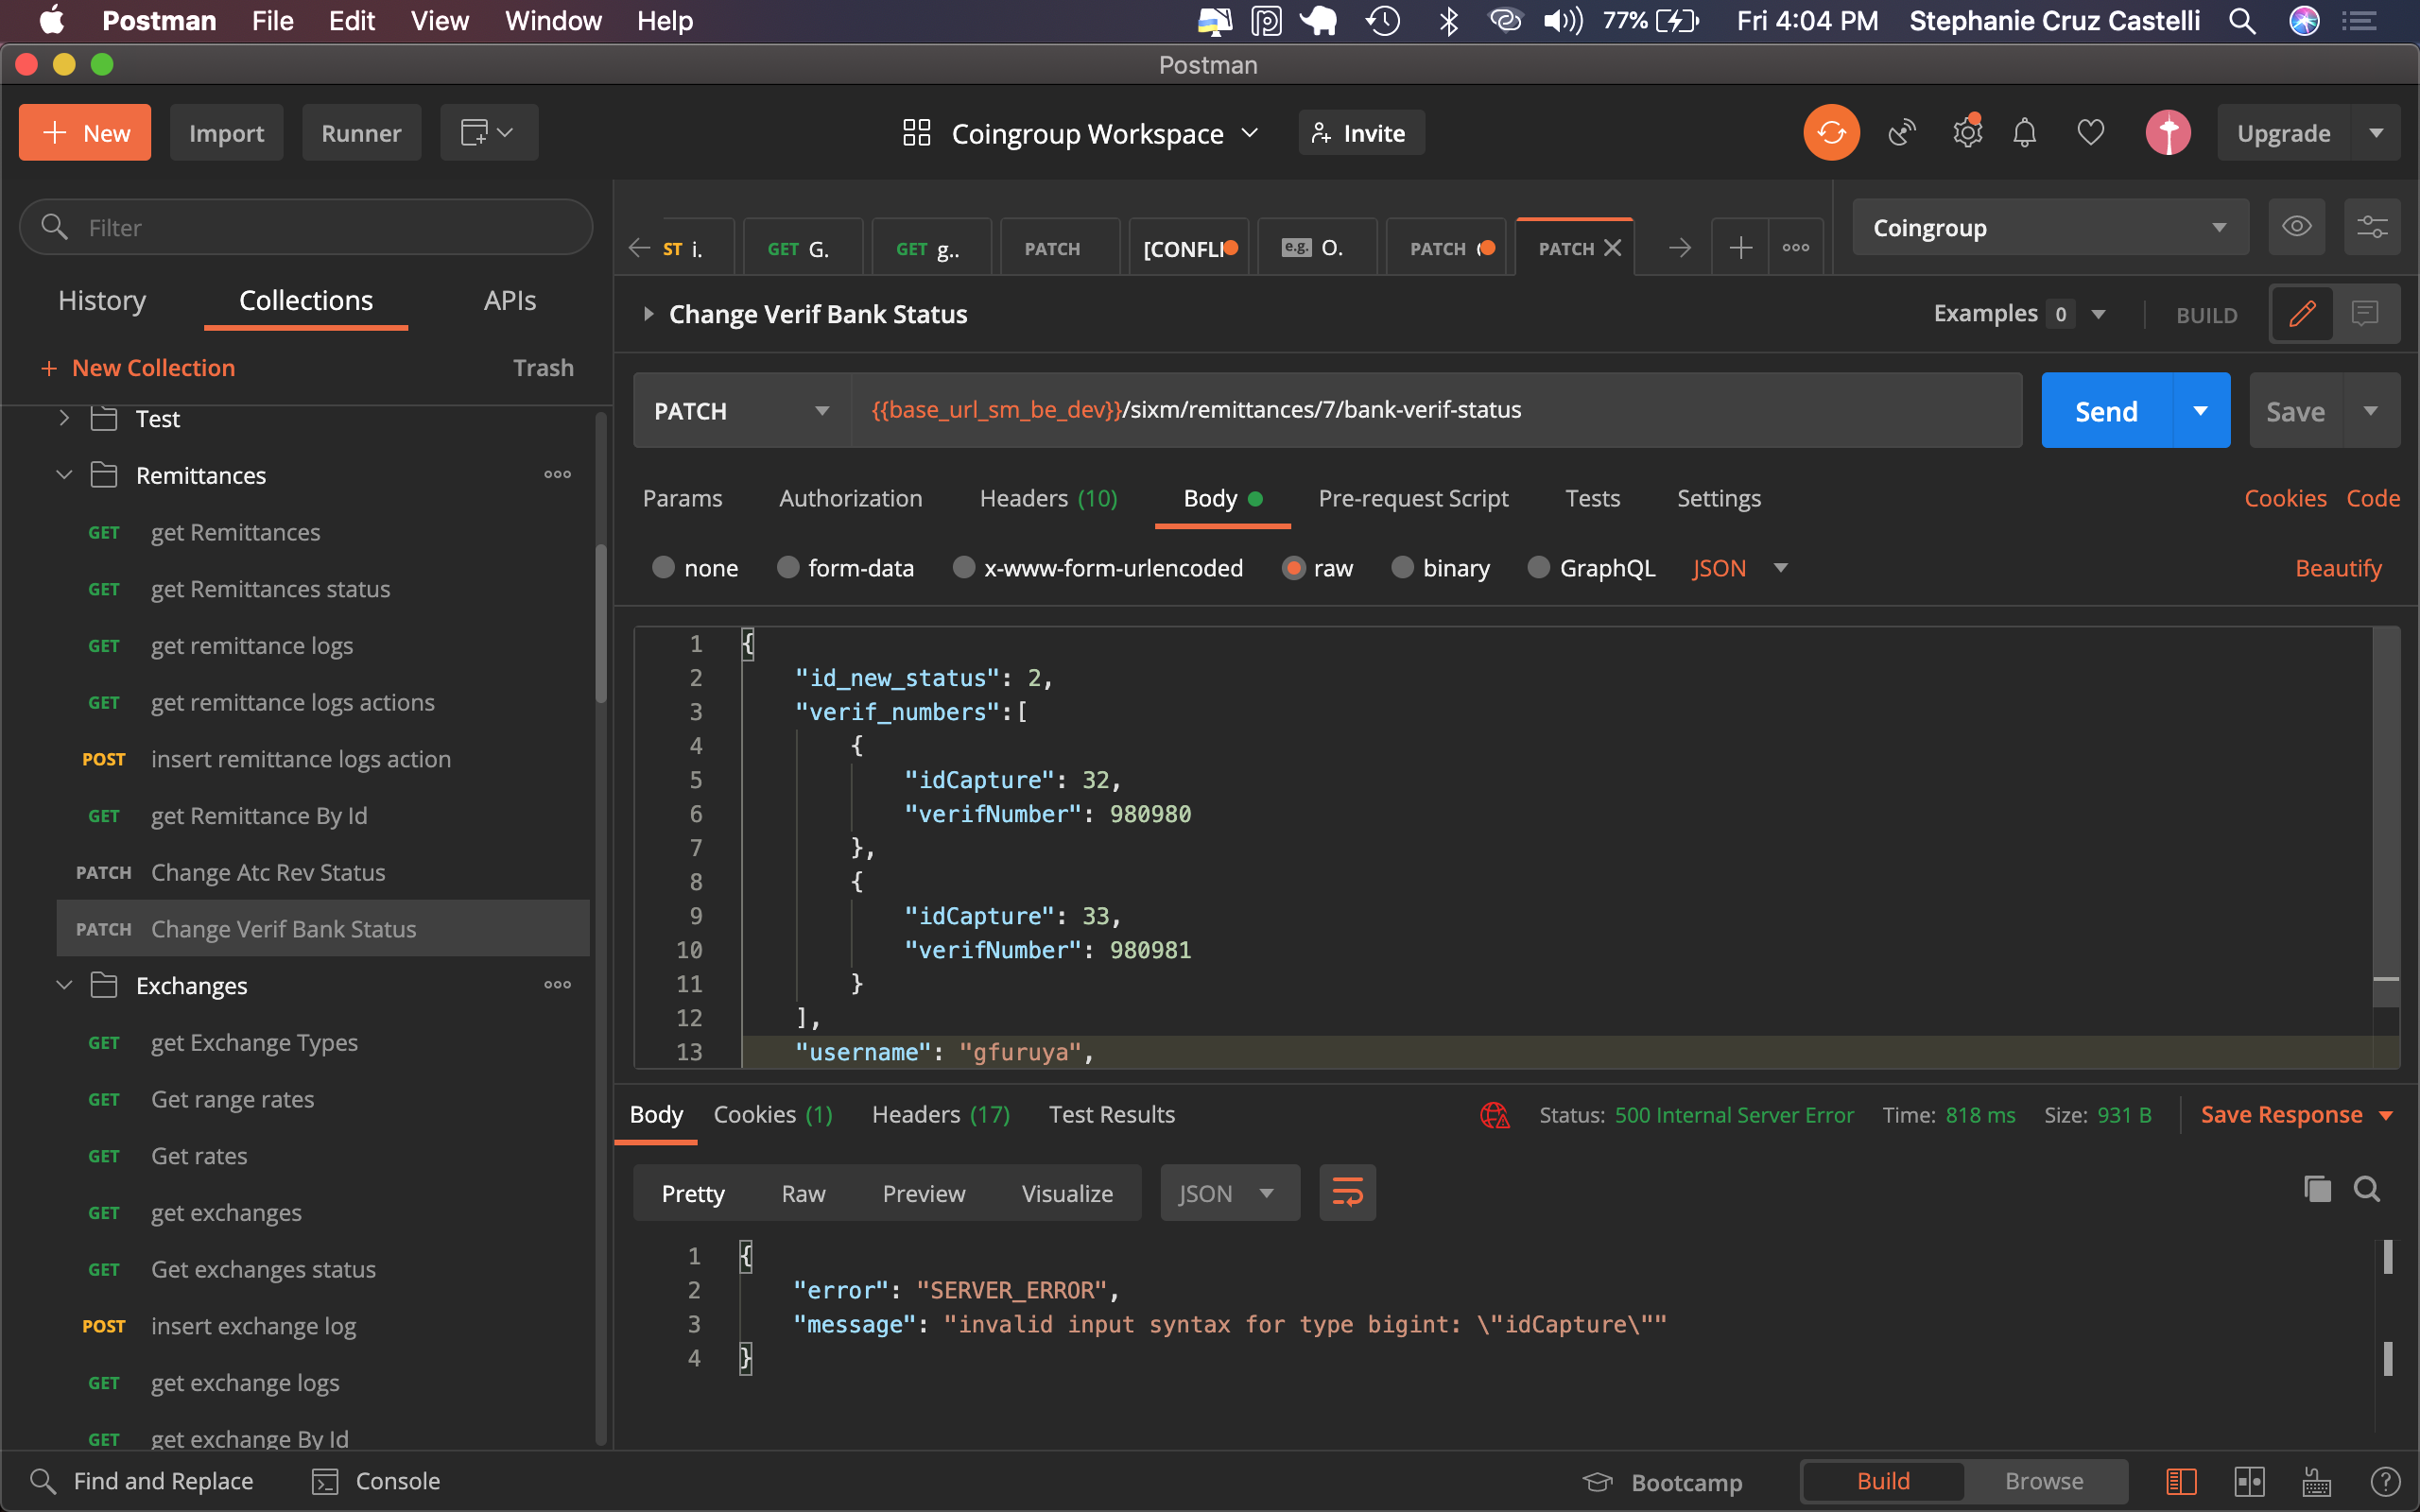 Postman File Edit View Window Help 77% Fri 4:04 PM Stephanie Cruz Castelli
Postman
+ New Import Runner Coingroup Workspace Invite Upgrade
Filter
ST i. GET G. GET g.. PATCH [CONFLI e.g. O. PATCH PATCH
Coingroup
History Collections APIs
Change Verif Bank Status Examples 0 BUILD
+ New Collection Trash
PATCH {{base_url_sm_be_dev}}/sixm/remittances/7/bank-verif-status Send Save
Test
Remittances
GET get Remittances
GET get Remittances status
GET get remittance logs
GET get remittance logs actions
POST insert remittance logs action
GET get Remittance By Id
PATCH Change Atc Rev Status
PATCH Change Verif Bank Status
Exchanges
GET get Exchange Types
GET Get range rates
GET Get rates
GET get exchanges
GET Get exchanges status
POST insert exchange log
GET get exchange logs
GET get exchange By Id
Params Authorization Headers (10) Body Pre-request Script Tests Settings Cookies Code
none form-data x-www-form-urlencoded raw binary GraphQL JSON Beautify
1 {
2 "id_new_status": 2,
3 "verif_numbers":[
4 {
5 "idCapture": 32,
6 "verifNumber": 980980
7 },
8 {
9 "idCapture": 33,
10 "verifNumber": 980981
11 }
12 ],
13 "username": "gfuruya",
Body Cookies (1) Headers (17) Test Results Status: 500 Internal Server Error Time: 818 ms Size: 931 B Save Response
Pretty Raw Preview Visualize JSON
1 {
2 "error": "SERVER_ERROR",
3 "message": "invalid input syntax for type bigint: \"idCapture\""
4 }
Find and Replace Console Bootcamp Build Browse